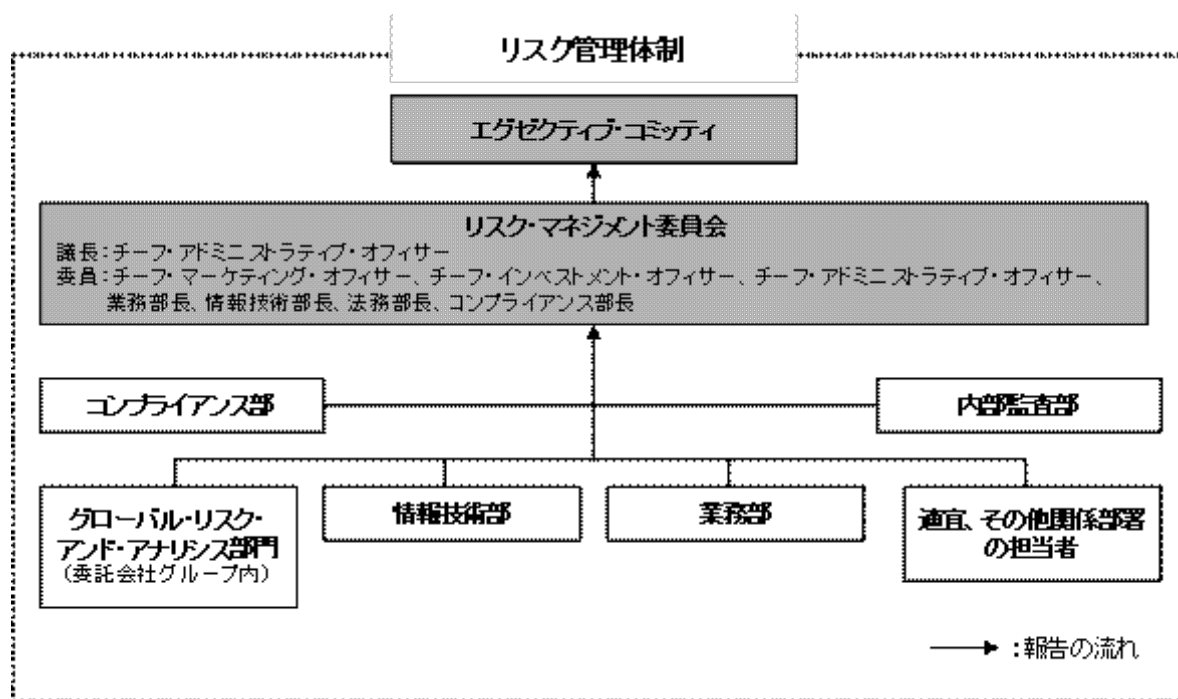 リスク管理体制
エグゼクティブ・コミッティ
リスク・マネジメント委員会
議長：チーフ・アドミニストラティブ・オフィサー
委員：チーフ・マーケティング・オフィサー、チーフ・インベストメント・オフィサー、チーフ・アドミニストラティブ・オフィサー、
業務部長、情報技術部長、法務部長、コンプライアンス部長
コンプライアンス部
内部監査部
グローバル・リスク・
アンド・アナリシス部門
（委託会社グループ内）
情報技術部
業務部
適宜、その他関係部署
の担当者
：報告の流れ